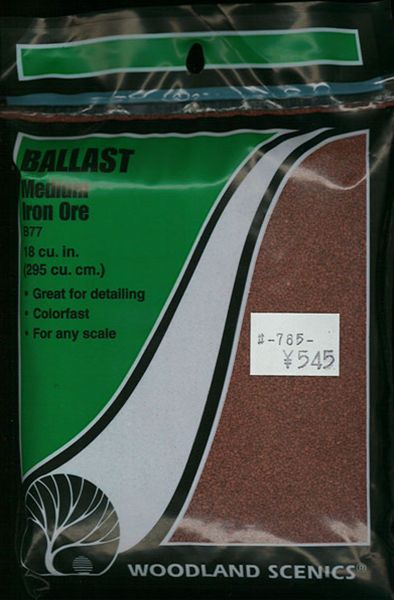 BALLAST
Medium
Iron Ore
B77
18 cu. in.
(295 cu. cm.)
• Great for detailing
• Colorfast
• For any scale
#-785-
¥545
WOODLAND SCENICS®